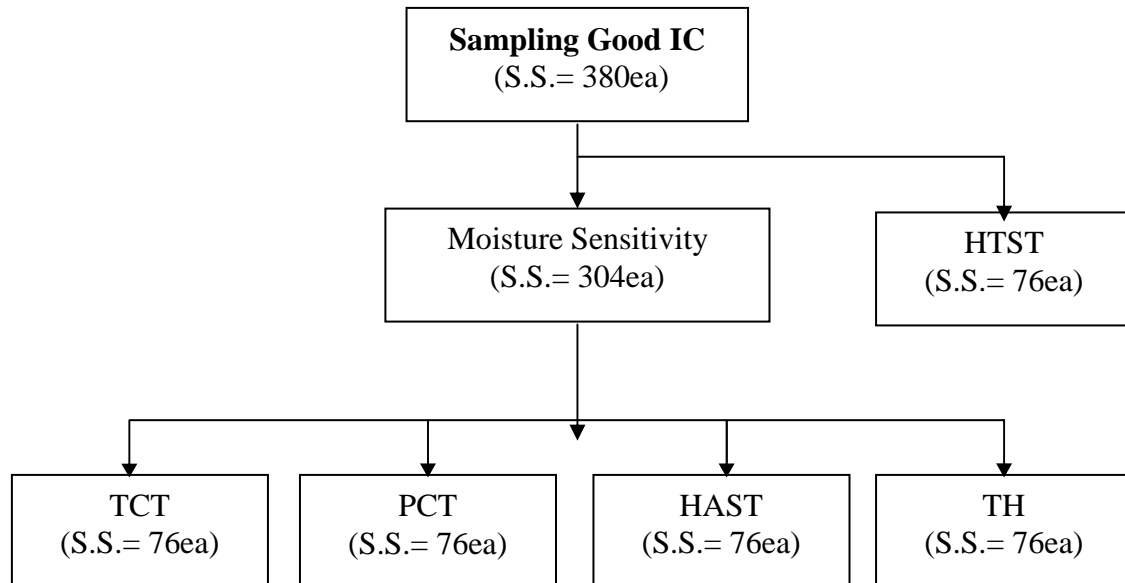 Sampling Good IC
(S.S.= 380ea)
Moisture Sensitivity
(S.S.= 304ea)
HTST
(S.S.= 76ea)
TCT
(S.S.= 76ea)
PCT
(S.S.= 76ea)
HAST
(S.S.= 76ea)
TH
(S.S.= 76ea)